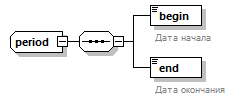 period
begin
Дата начала
end
Дата окончания